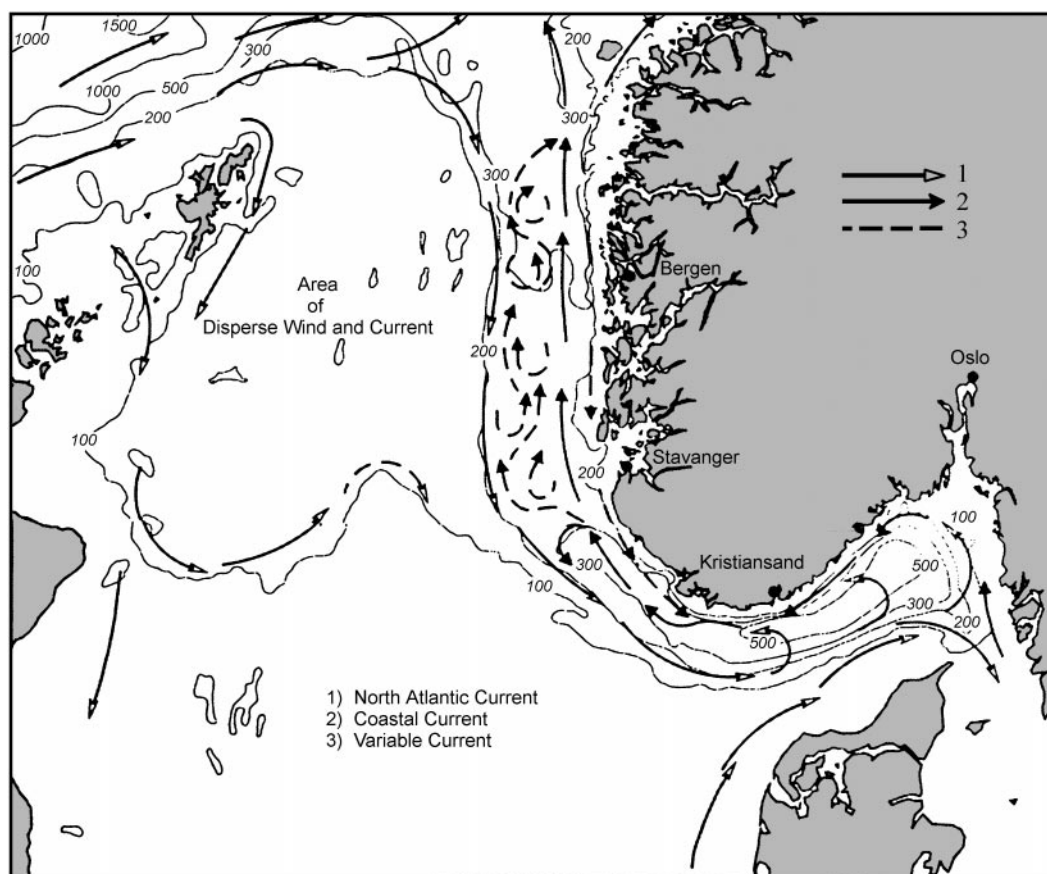 1000
1500
300
200
1000
500
200
300
1
2
3
300
100
Bergen
Area
of
Disperse Wind and Current
200
Oslo
100
Stavanger
200
100
Kristiansand
500
300
100
300
200
500
1) North Atlantic Current
2) Coastal Current
3) Variable Current